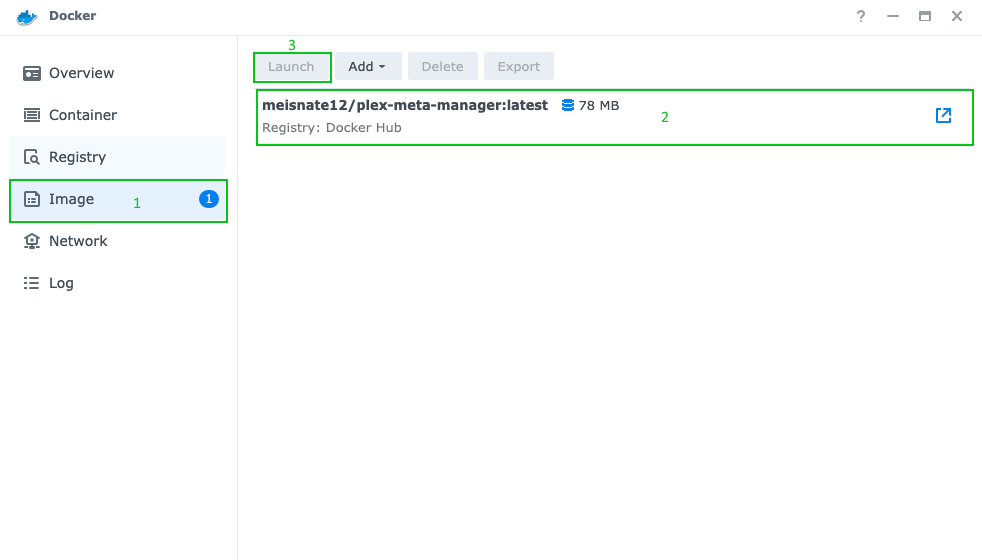 Docker
?
Overview
Container
Registry
Image 1 1
Network
Log
3
Launch Add Delete Export
meisnate12/plex-meta-manager:latest 78 MB
2
Registry: Docker Hub